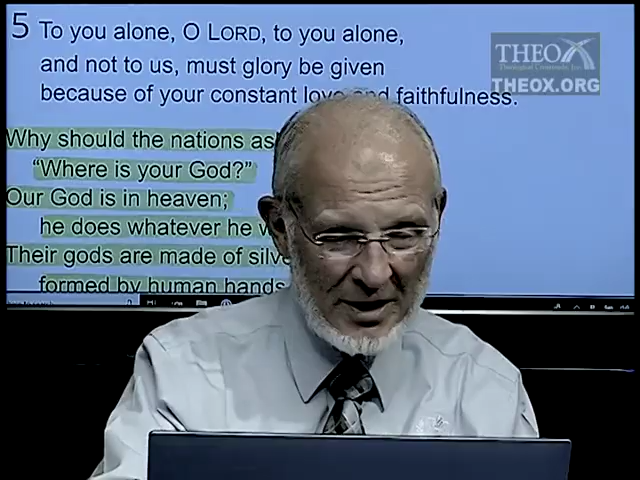 5 To you alone, O LORD, to you alone,
and not to us, must glory be given
because of your constant love and faithfulness.
Why should the nations as
"Where is your God?"
Our God is in heaven;
he does whatever he
Their gods are made of silve
formed by human hands
THEOX
THEOX.ORG